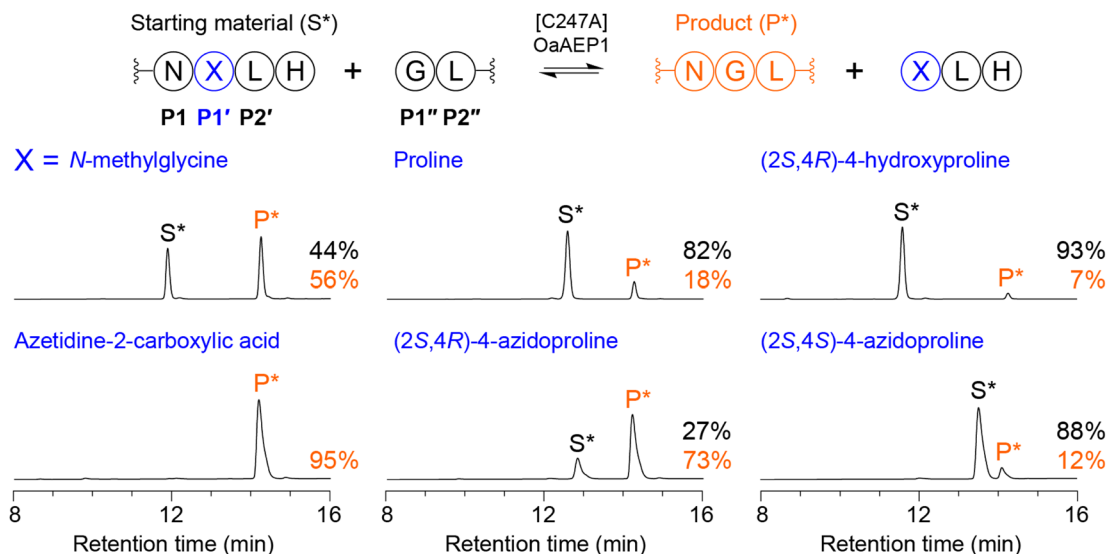 Starting material (S*)
[C247A]
OaAEP1
Product (P*)
N X L H + G L N G L + X L H
P1 P1′ P2′ P1″ P2″
X = N-methylglycine
Proline
(2S,4R)-4-hydroxyproline
S* P* 44%
56%
S* P* 82%
18%
S* P* 93%
7%
Azetidine-2-carboxylic acid
(2S,4R)-4-azidoproline
(2S,4S)-4-azidoproline
P* 95%
S* P* 27%
73%
S* P* 88%
12%
8 12 16
8 12 16
8 12 16
Retention time (min)
Retention time (min)
Retention time (min)